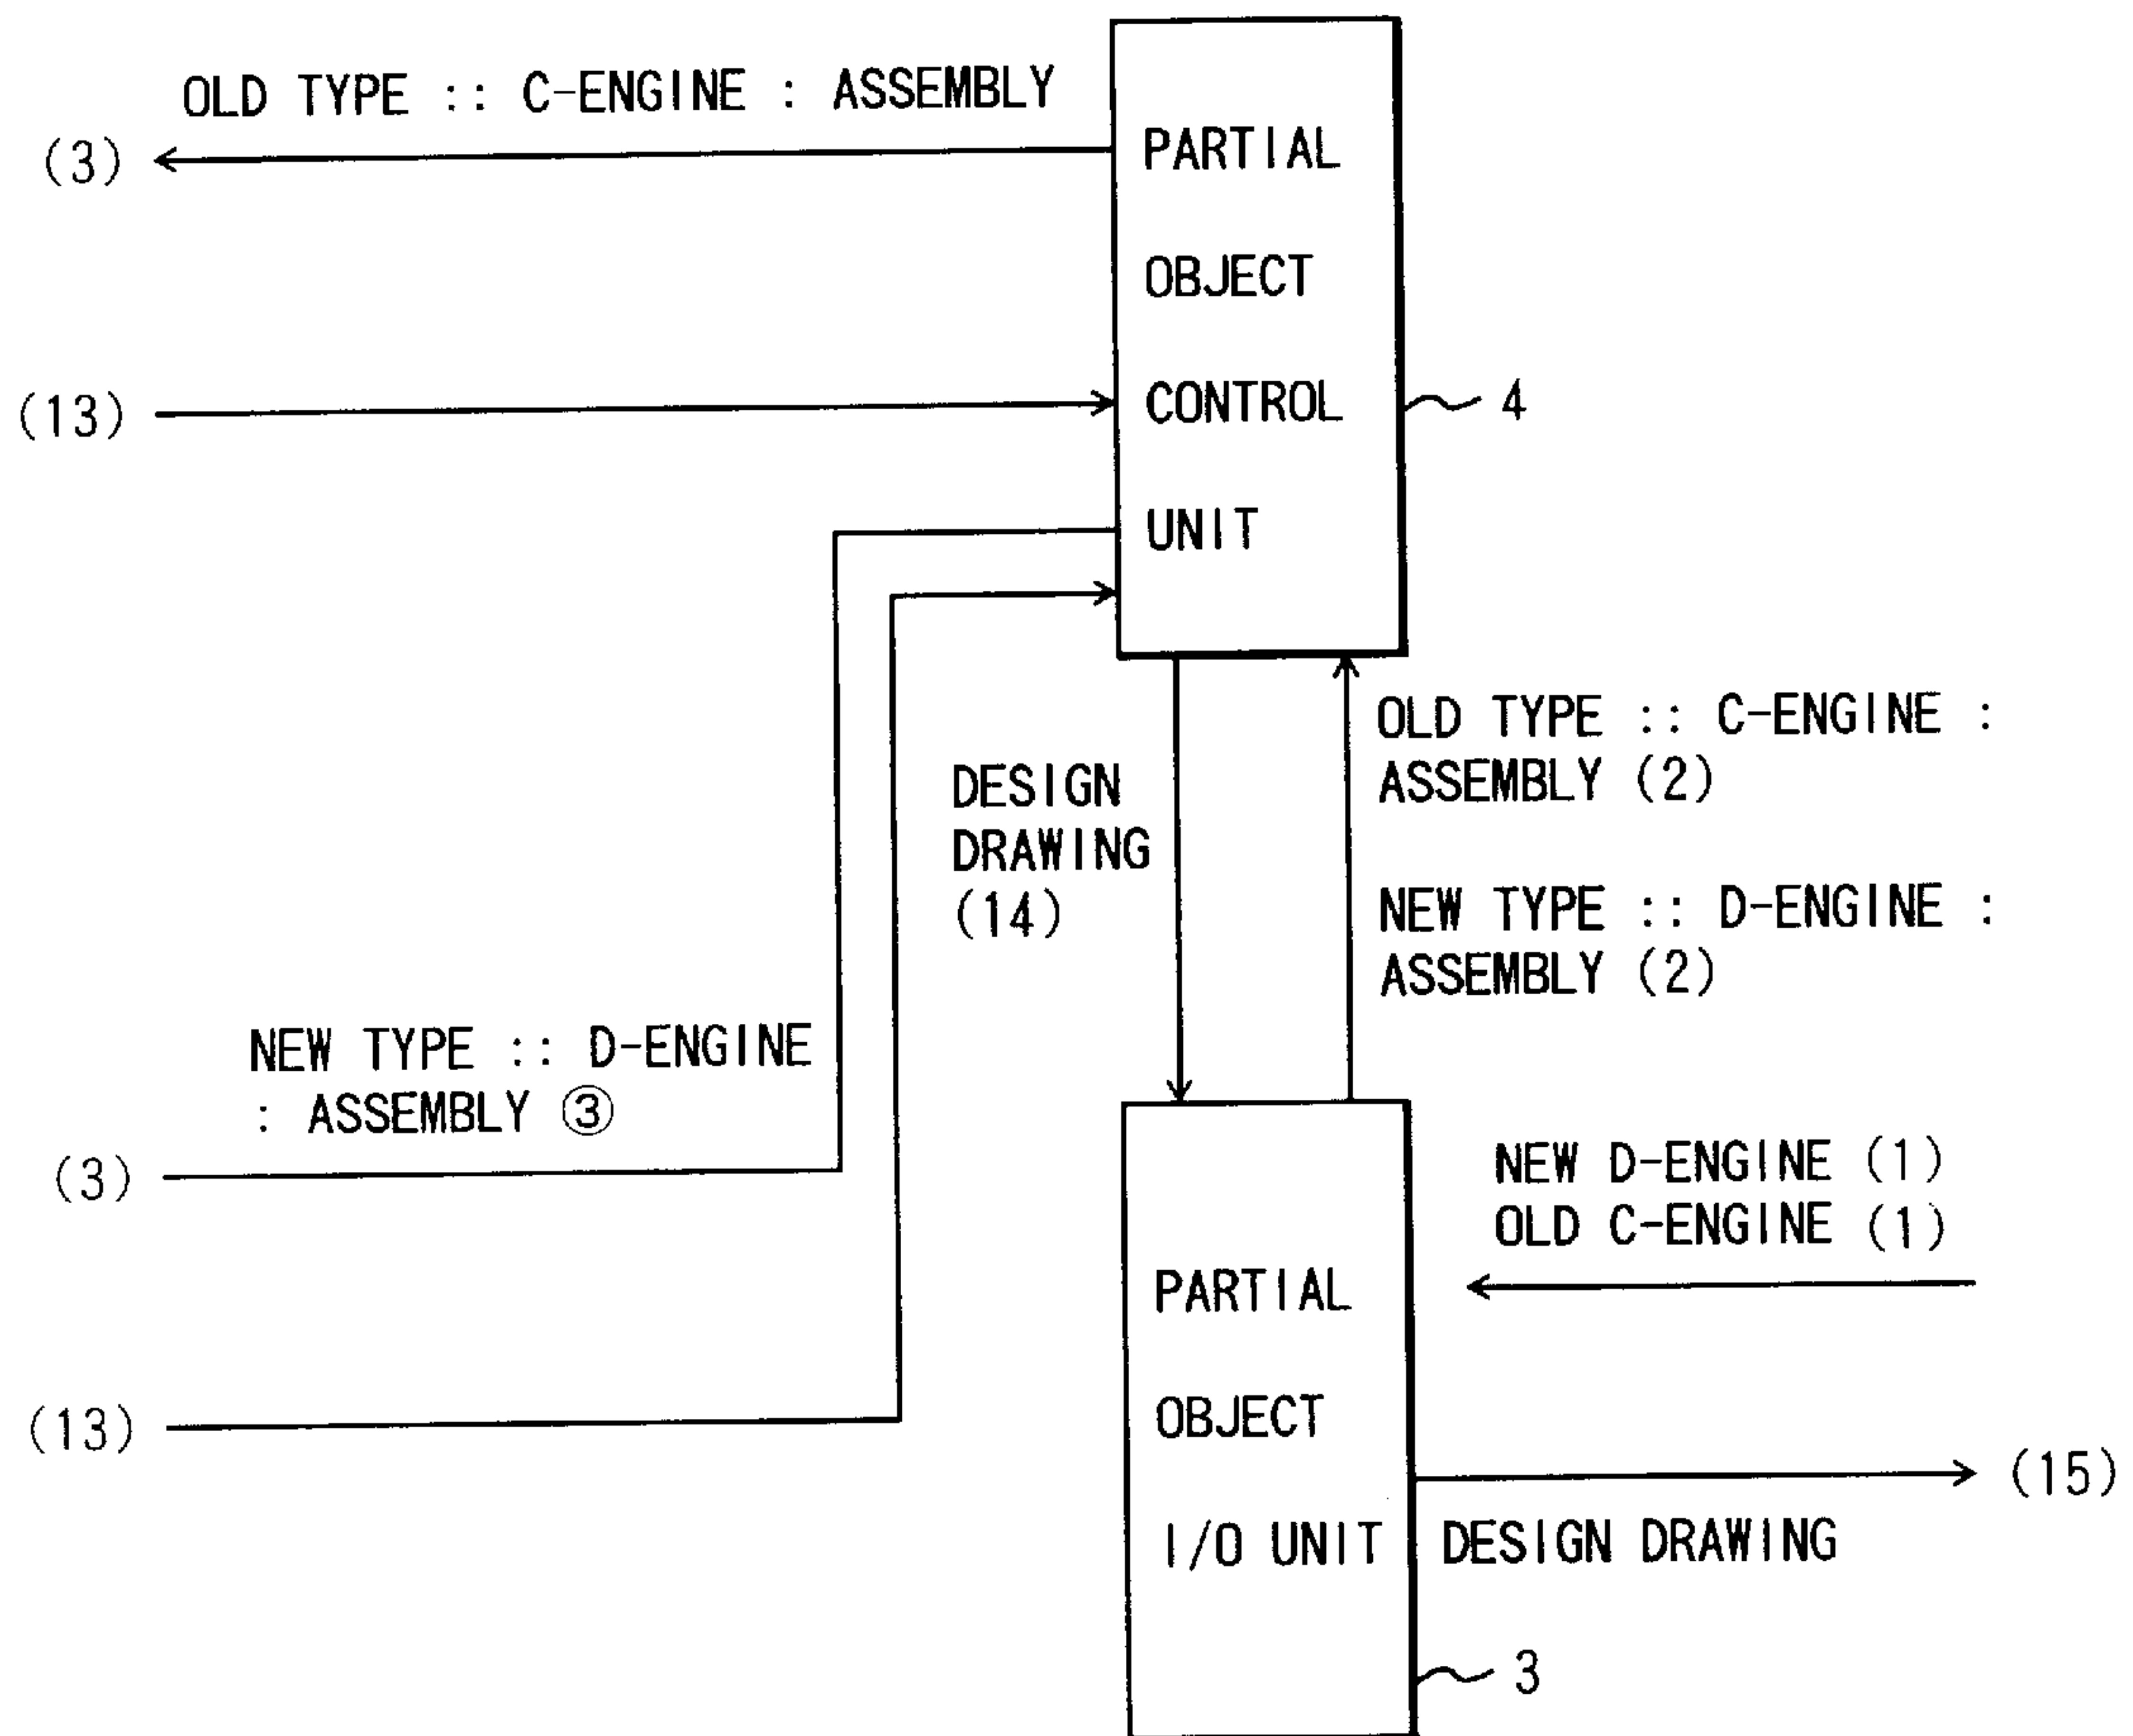 OLD TYPE :: C-ENGINE : ASSEMBLY
(3)
PARTIAL
OBJECT
(13)
CONTROL
4
UNIT
OLD TYPE :: C-ENGINE :
ASSEMBLY (2)
DESIGN
DRAWING
(14)
NEW TYPE :: D-ENGINE :
ASSEMBLY (2)
NEW TYPE :: D-ENGINE
: ASSEMBLY ③
(3)
NEW D-ENGINE (1)
OLD C-ENGINE (1)
PARTIAL
OBJECT
(13)
(15)
I/O UNIT
DESIGN DRAWING
3